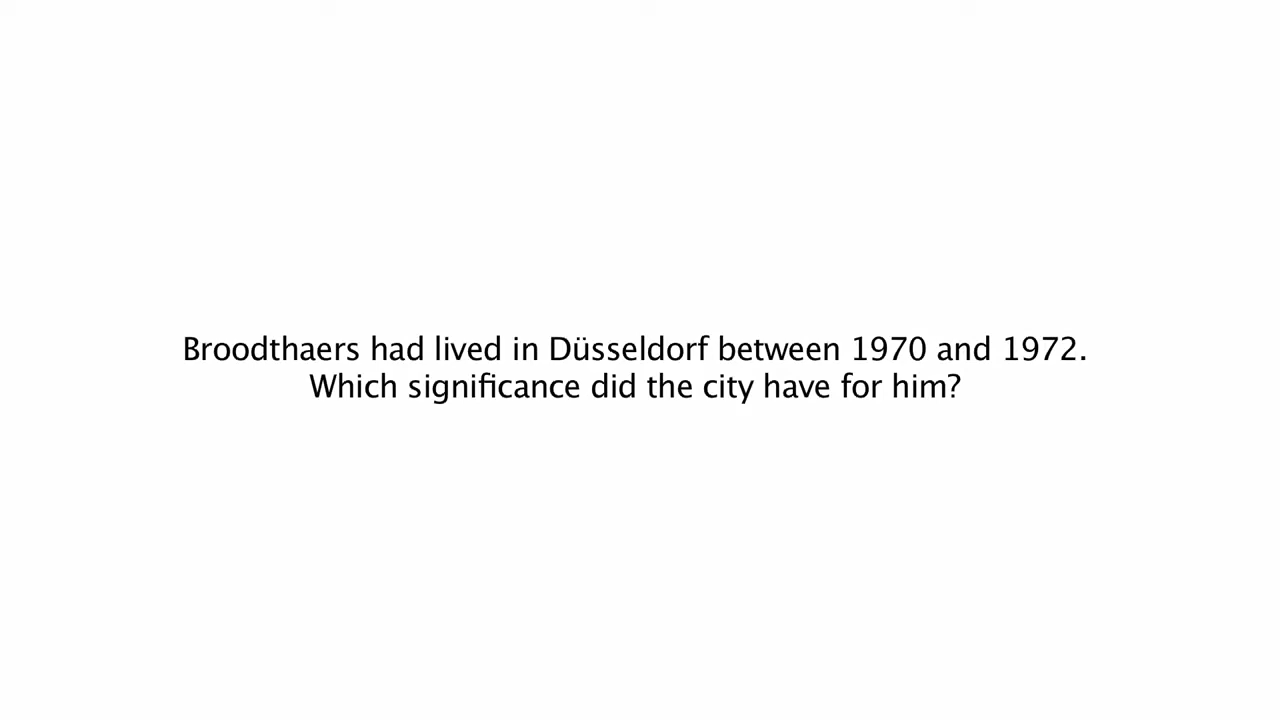 Broodthaers had lived in Düsseldorf between 1970 and 1972.
Which significance did the city have for him?